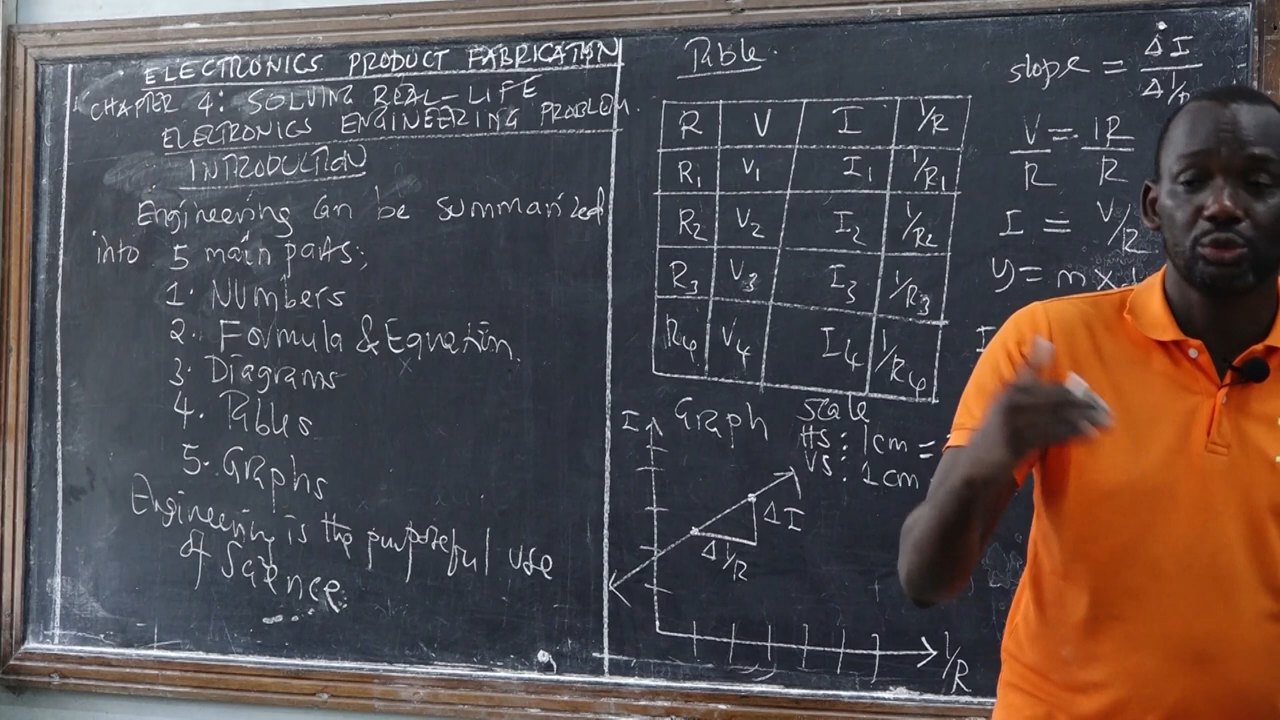 ELECTRONICS PRODUCT FABRICATION
CHAPTER 4: SOLVING REAL-LIFE
ELECTRONICS ENGINEERING PROBLEM.
INTRODUCTION
Engineering Can be summarized
into 5 main parts;
1. Numbers
2. Formula & Equation.
3. Diagrams
4. Tables
5. Graphs
Engineering is the purposeful use
of Science.
Table.
R V I 1/R
R1 V1 I1 1/R1
R2 V2 I2 1/R2
R3 V3 I3 1/R3
R4 V4 I4 1/R4
Graph
Scale
HS: 1cm =
VS: 1cm
I
ΔI
Δ1/R
1/R
slope = ΔI / Δ1/R
V/R = IR/R
I = V/R
y = mx